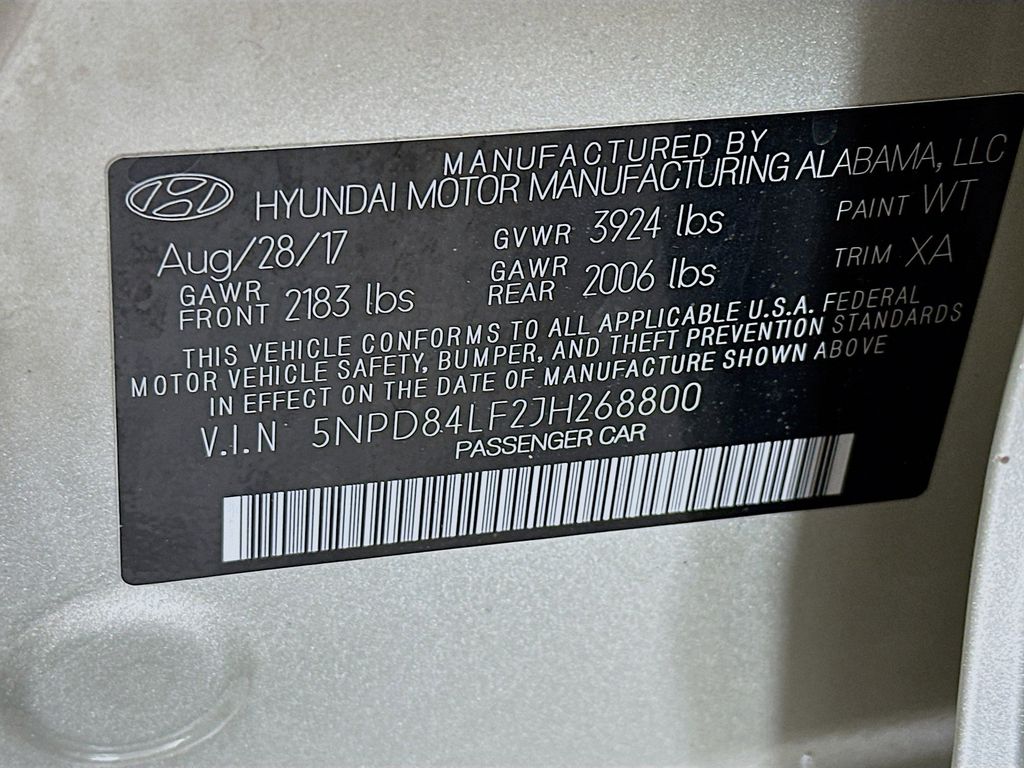 MANUFACTURED BY
HYUNDAI MOTOR MANUFACTURING ALABAMA, LLC
Aug/28/17 GVWR 3924 lbs PAINT WT
GAWR FRONT 2183 lbs GAWR REAR 2006 lbs TRIM XA
THIS VEHICLE CONFORMS TO ALL APPLICABLE U.S.A. FEDERAL
MOTOR VEHICLE SAFETY, BUMPER, AND THEFT PREVENTION STANDARDS
IN EFFECT ON THE DATE OF MANUFACTURE SHOWN ABOVE
V.I.N 5NPD84LF2JH268800
PASSENGER CAR